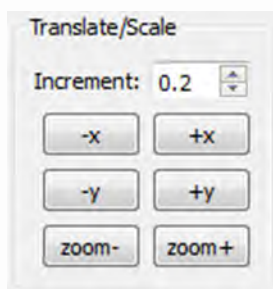 Translate/Scale
Increment: 0.2
-x +x
-y +y
zoom- zoom+